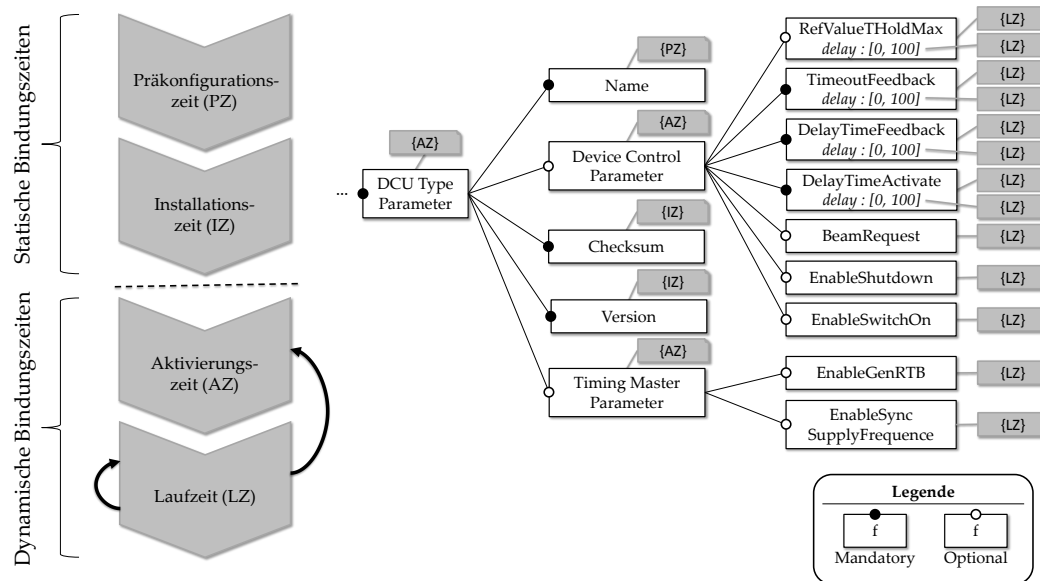 Statische Bindungszeiten
Präkonfigurations-
zeit (PZ)
Installations-
zeit (IZ)
Dynamische Bindungszeiten
Aktivierungs-
zeit (AZ)
Laufzeit (LZ)
...
{AZ}
DCU Type
Parameter
{PZ}
Name
{AZ}
Device Control
Parameter
{IZ}
Checksum
{IZ}
Version
{AZ}
Timing Master
Parameter
RefValueTHoldMax
delay : [0, 100]
{LZ}
{LZ}
TimeoutFeedback
delay : [0, 100]
{LZ}
{LZ}
DelayTimeFeedback
delay : [0, 100]
{LZ}
{LZ}
DelayTimeActivate
delay : [0, 100]
{LZ}
{LZ}
BeamRequest
{LZ}
EnableShutdown
{LZ}
EnableSwitchOn
{LZ}
EnableGenRTB
{LZ}
EnableSync
SupplyFrequence
{LZ}
Legende
f
Mandatory
f
Optional